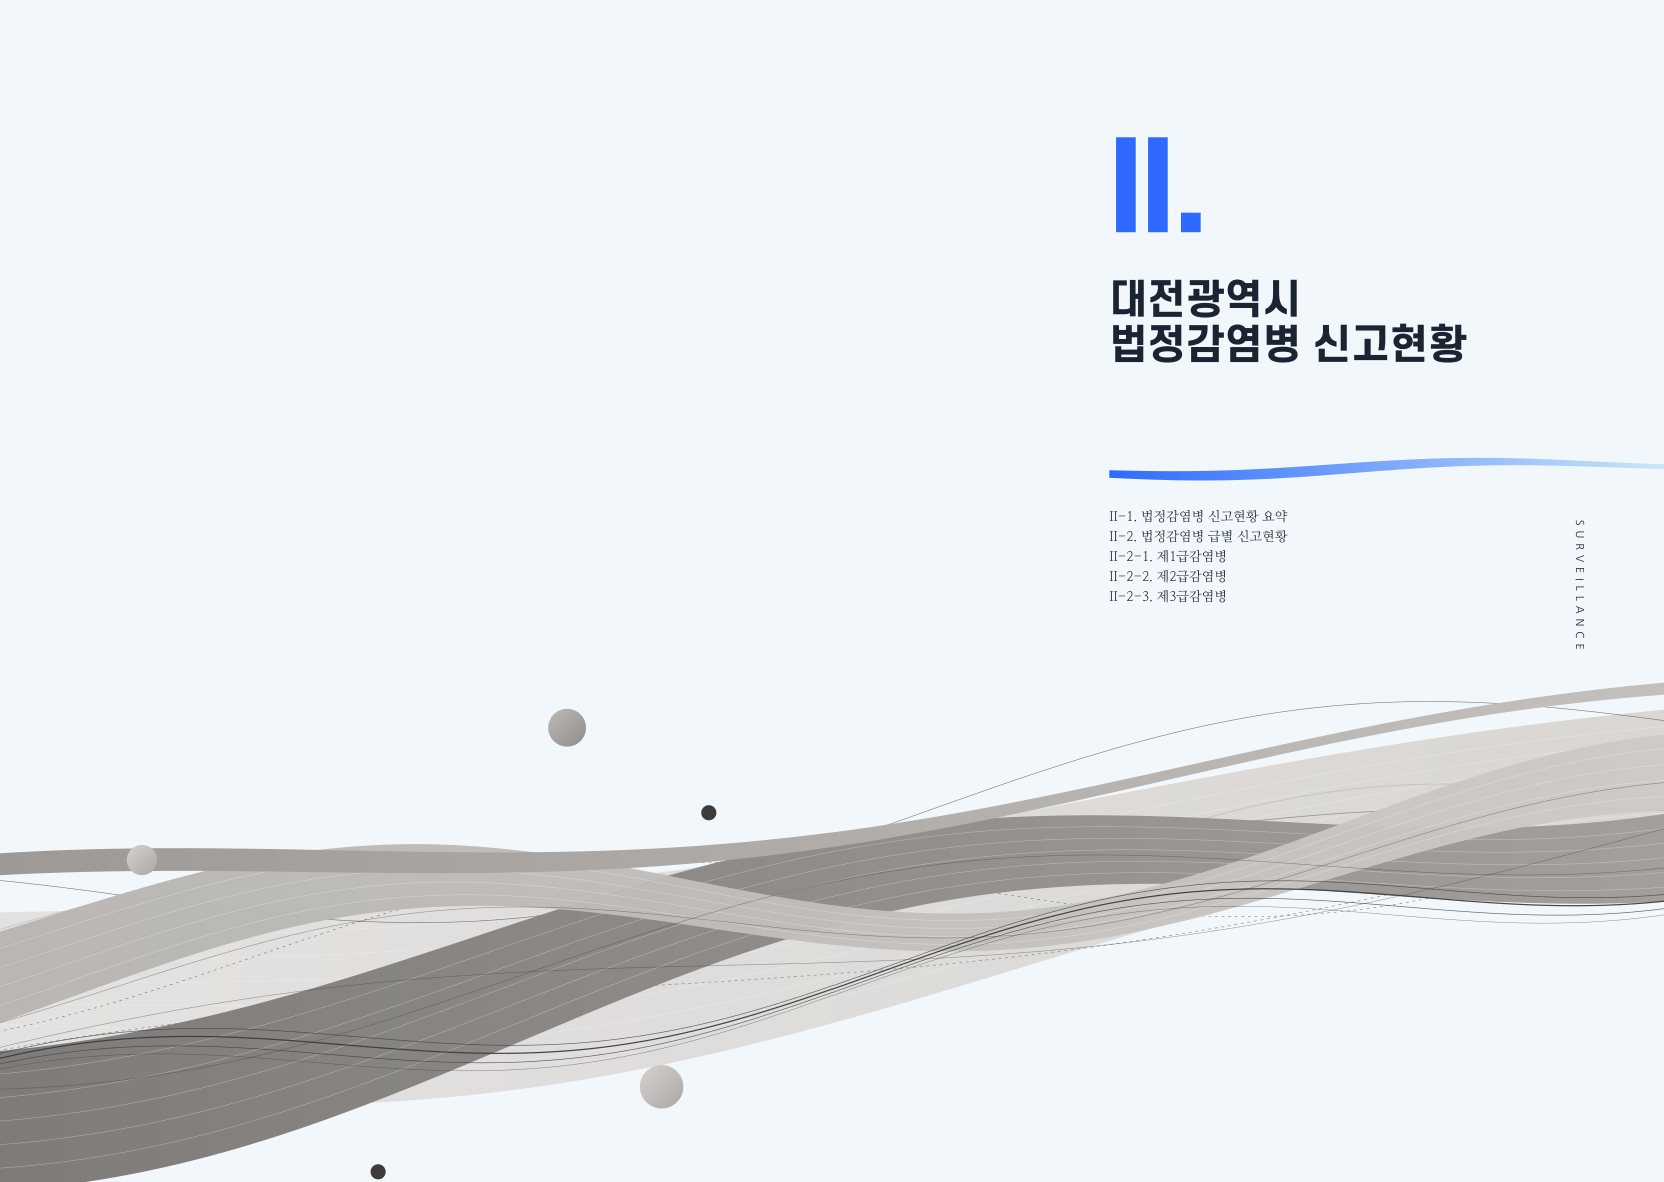 II.
대전광역시
법정감염병 신고현황
II-1. 법정감염병 신고현황 요약
II-2. 법정감염병 급별 신고현황
II-2-1. 제1급감염병
II-2-2. 제2급감염병
II-2-3. 제3급감염병
SURVEILLANCE